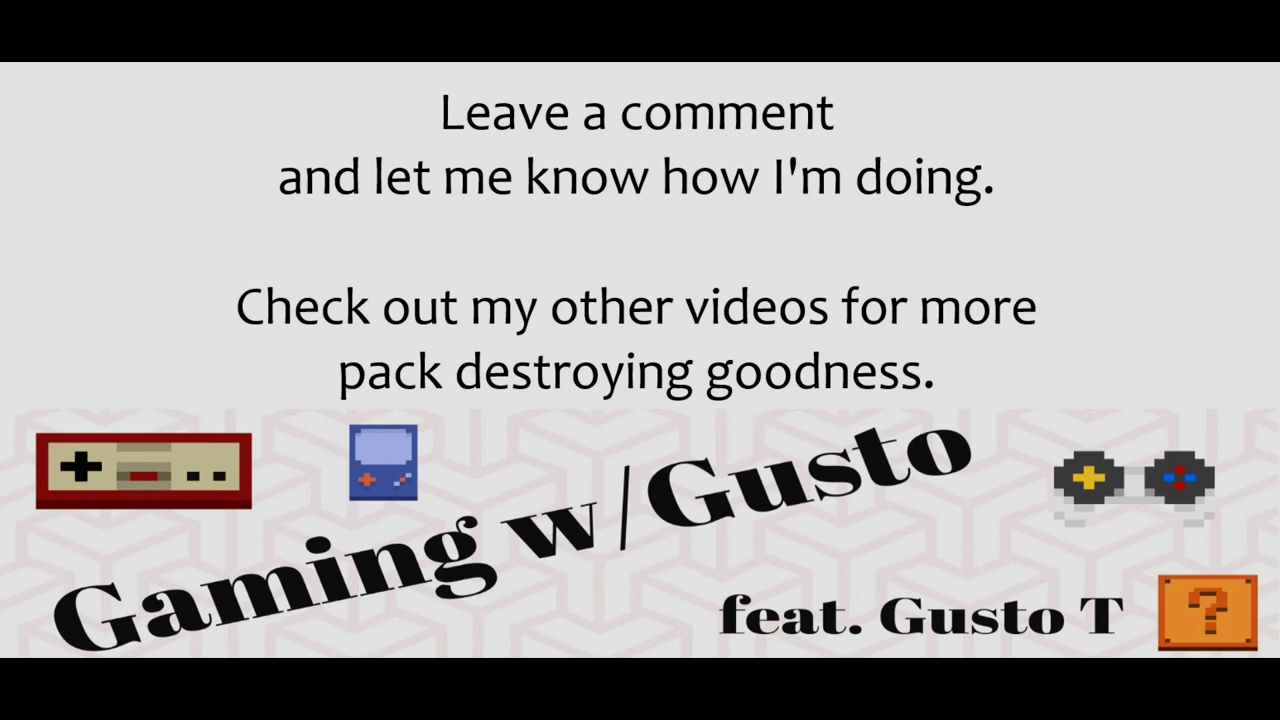 Leave a comment
and let me know how I'm doing.
Check out my other videos for more
pack destroying goodness.
Gaming w/Gusto
feat. Gusto T
?